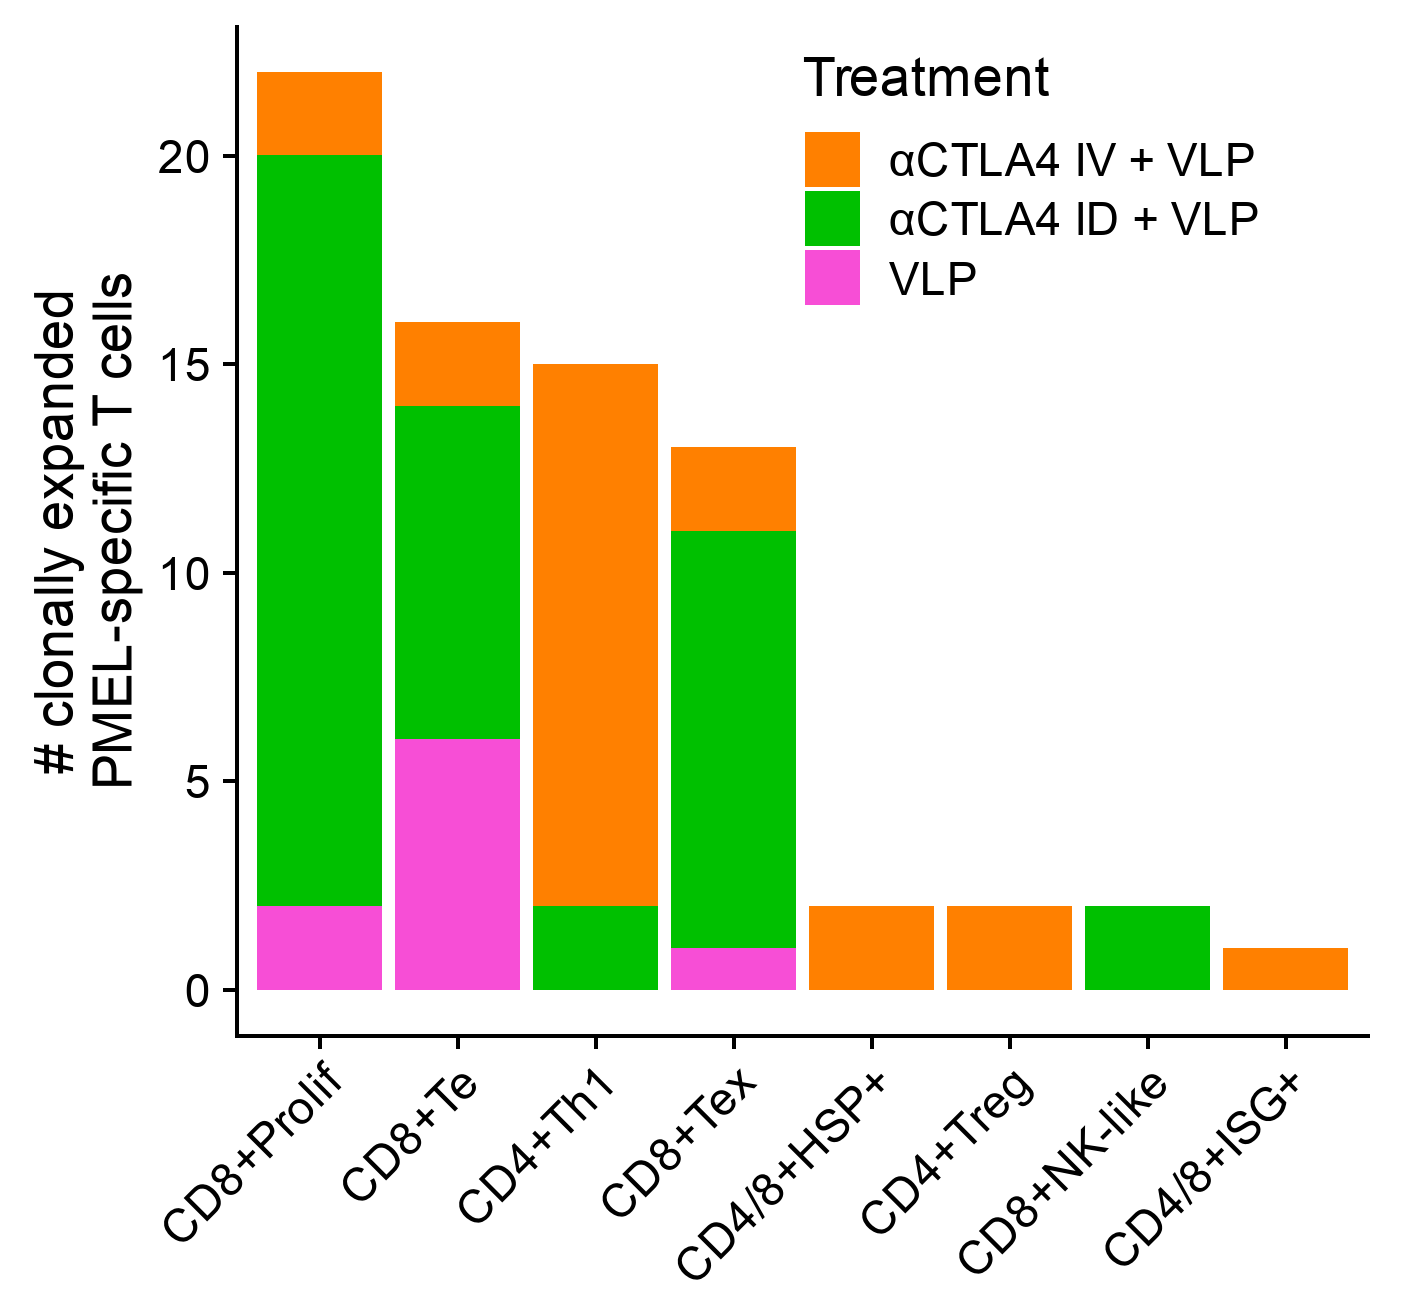 Treatment
αCTLA4 IV + VLP
αCTLA4 ID + VLP
VLP
# clonally expanded
PMEL-specific T cells
20
15
10
5
0
CD8+Prolif
CD8+Te
CD4+Th1
CD8+Tex
CD4/8+HSP+
CD4+Treg
CD8+NK-like
CD4/8+ISG+